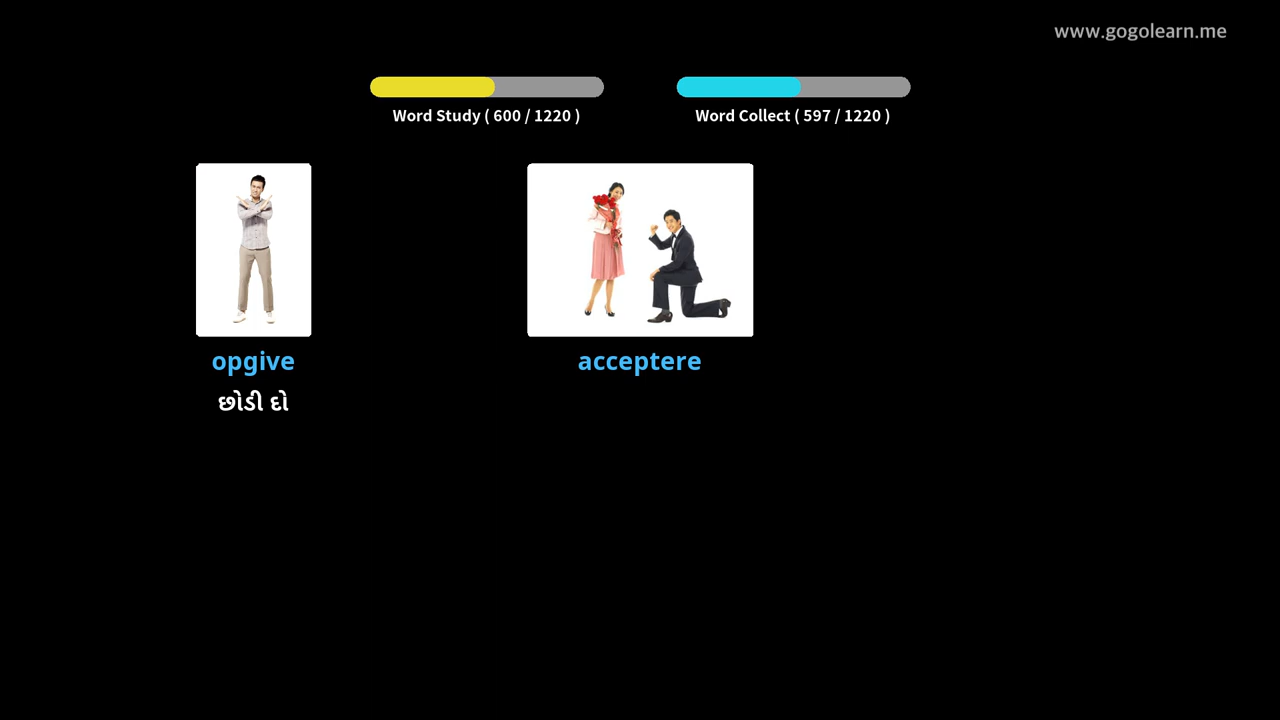 www.gogolearn.me
Word Study ( 600 / 1220 )
Word Collect ( 597 / 1220 )
opgive
acceptere
છોડી દો